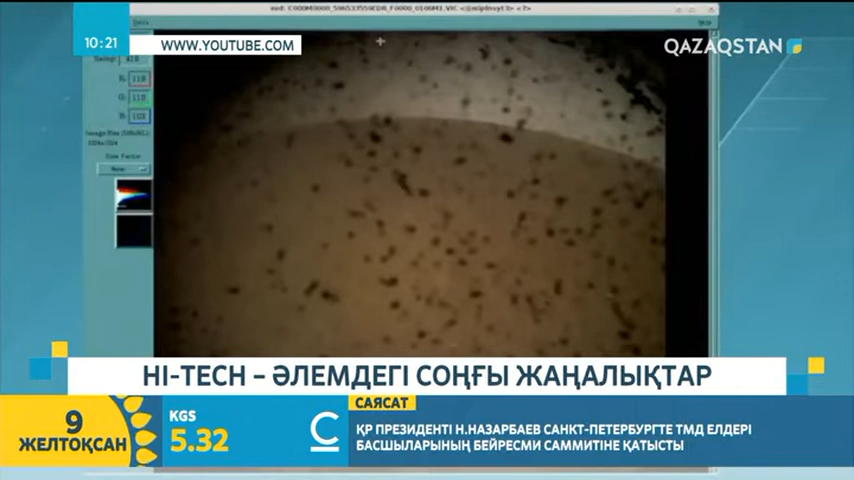 10:21
WWW.YOUTUBE.COM
QAZAQSTAN
HI-TECH – ӘЛЕМДЕГІ СОҢҒЫ ЖАҢАЛЫҚТАР
9
ЖЕЛТОҚСАН
KGS
5.32
САЯСАТ
ҚР ПРЕЗИДЕНТІ Н.НАЗАРБАЕВ САНКТ-ПЕТЕРБУРГТЕ ТМД ЕЛДЕРІ
БАСШЫЛАРЫНЫҢ БЕЙРЕСМИ САММИТІНЕ ҚАТЫСТЫ